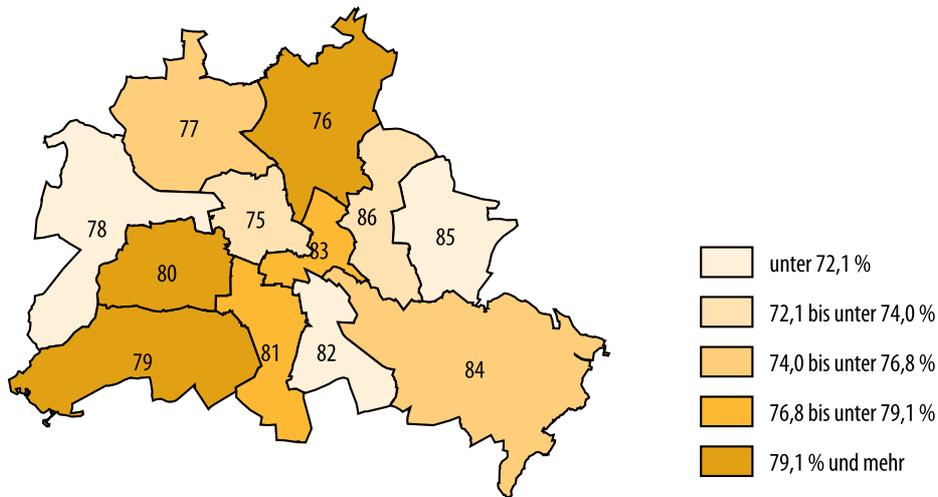 76
77
75
86
78
85
83
80
81
82
79
84
unter 72,1 %
72,1 bis unter 74,0 %
74,0 bis unter 76,8 %
76,8 bis unter 79,1 %
79,1 % und mehr